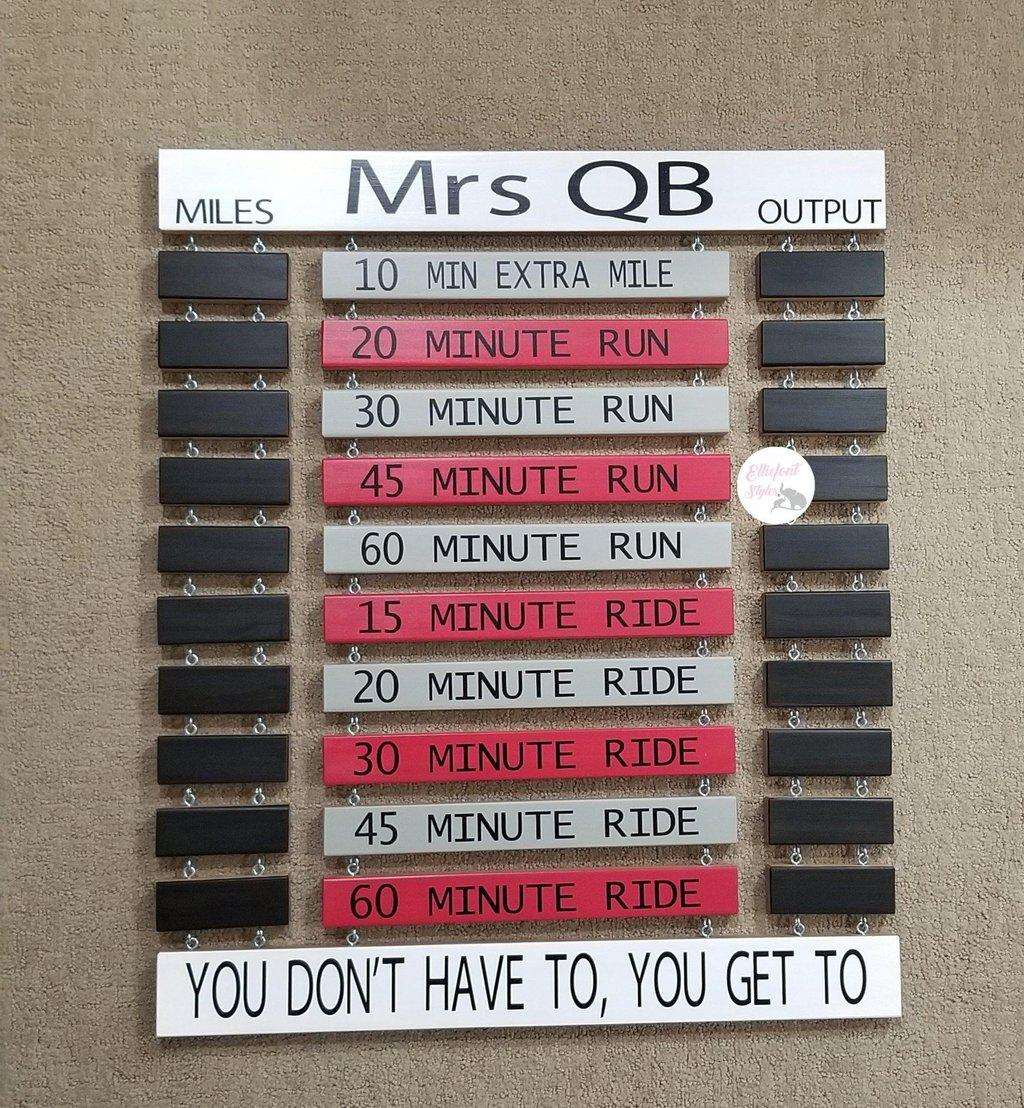 Mrs QB
MILES
OUTPUT
10 MIN EXTRA MILE
20 MINUTE RUN
30 MINUTE RUN
45 MINUTE RUN
Elliefont
Styles
60 MINUTE RUN
15 MINUTE RIDE
20 MINUTE RIDE
30 MINUTE RIDE
45 MINUTE RIDE
60 MINUTE RIDE
YOU DON'T HAVE TO, YOU GET TO